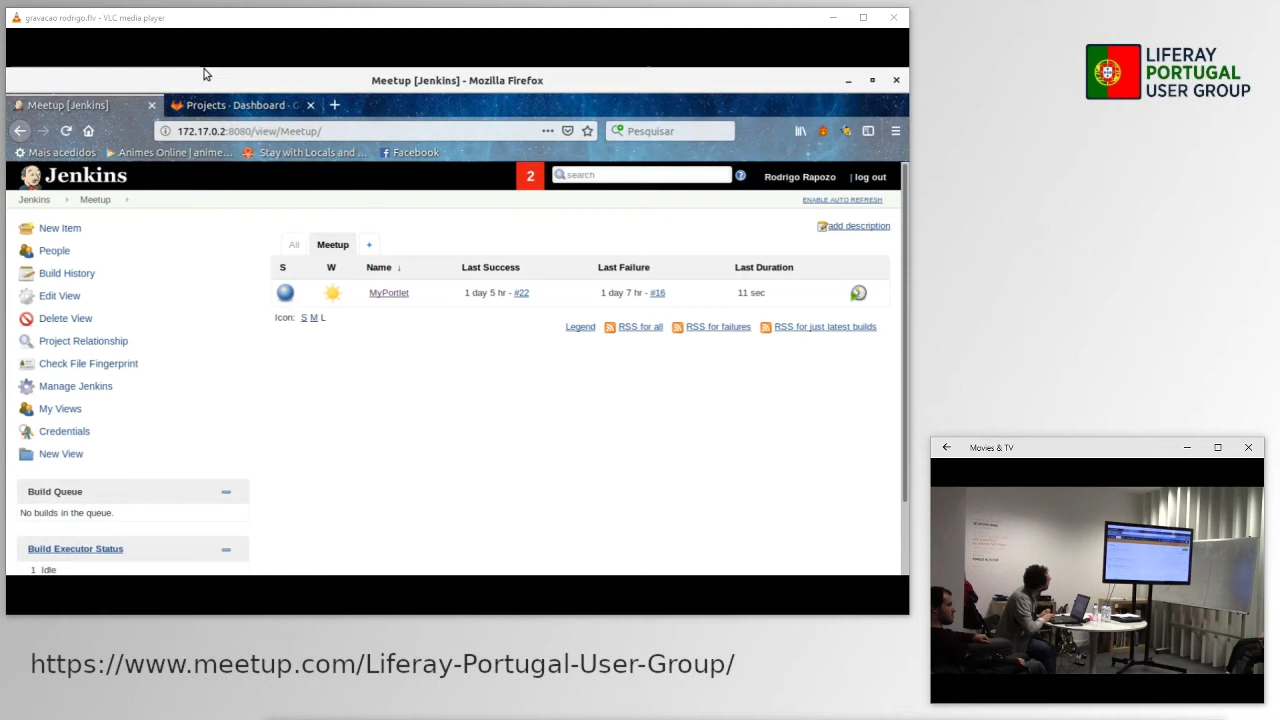 gravacao rodrigo.flv - VLC media player
LIFERAY
PORTUGAL
USER GROUP
Meetup [Jenkins] - Mozilla Firefox
Meetup [Jenkins]
Projects · Dashboard · G
172.17.0.2:8080/view/Meetup/
Pesquisar
Mais acedidos
Animes Online | anime...
Stay with Locals and ...
Facebook
Jenkins
2
search
Rodrigo Rapozo
| log out
Jenkins
Meetup
ENABLE AUTO REFRESH
New Item
People
Build History
Edit View
Delete View
Project Relationship
Check File Fingerprint
Manage Jenkins
My Views
Credentials
New View
add description
All
Meetup
+
S W Name ↓ Last Success Last Failure Last Duration
MyPortlet 1 day 5 hr - #22 1 day 7 hr - #16 11 sec
Icon: S M L
Legend RSS for all RSS for failures RSS for just latest builds
Build Queue
No builds in the queue.
Build Executor Status
1 Idle
Movies & TV
https://www.meetup.com/Liferay-Portugal-User-Group/